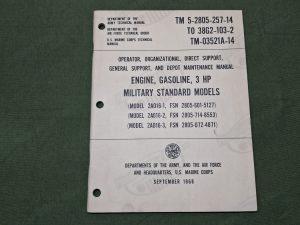 DEPARTMENT OF THE
ARMY TECHNICAL MANUAL
TM 5-2805-257-14
DEPARTMENT OF THE
AIR FORCE TECHNICAL ORDER
TO 38G2-103-2
U. S. MARINE CORPS TECHNICAL
MANUAL
TM-03521A-14
OPERATOR, ORGANIZATIONAL, DIRECT SUPPORT,
GENERAL SUPPORT, AND DEPOT MAINTENANCE MANUAL
ENGINE, GASOLINE, 3 HP
MILITARY STANDARD MODELS
(MODEL 2A016-1, FSN 2805-601-5127)
(MODEL 2A016-2, FSN 2805-714-8553)
(MODEL 2A016-3, FSN 2805-072-4871)
DEPARTMENTS OF THE ARMY, AND THE AIR FORCE
AND HEADQUARTERS, U.S. MARINE CORPS
SEPTEMBER 1966